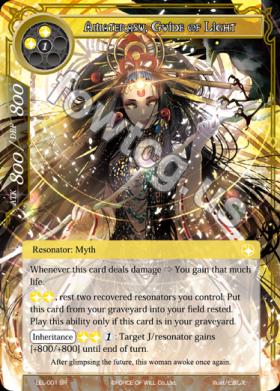 Amaterasu, Guide of Light
1
ATK 800 / DEF 800
fowtcg.us
Resonator: Myth
Whenever this card deals damage ⇒ You gain that much
life.
, rest two recovered resonators you control: Put
this card from your graveyard into your field rested.
Play this ability only if this card is in your graveyard.
Inheritance 1 : Target J/resonator gains
[+800/+800] until end of turn.
After glimpsing the future, this woman awoke once again.
LEL-001 SR
©FORCE OF WILL Co.,Ltd.